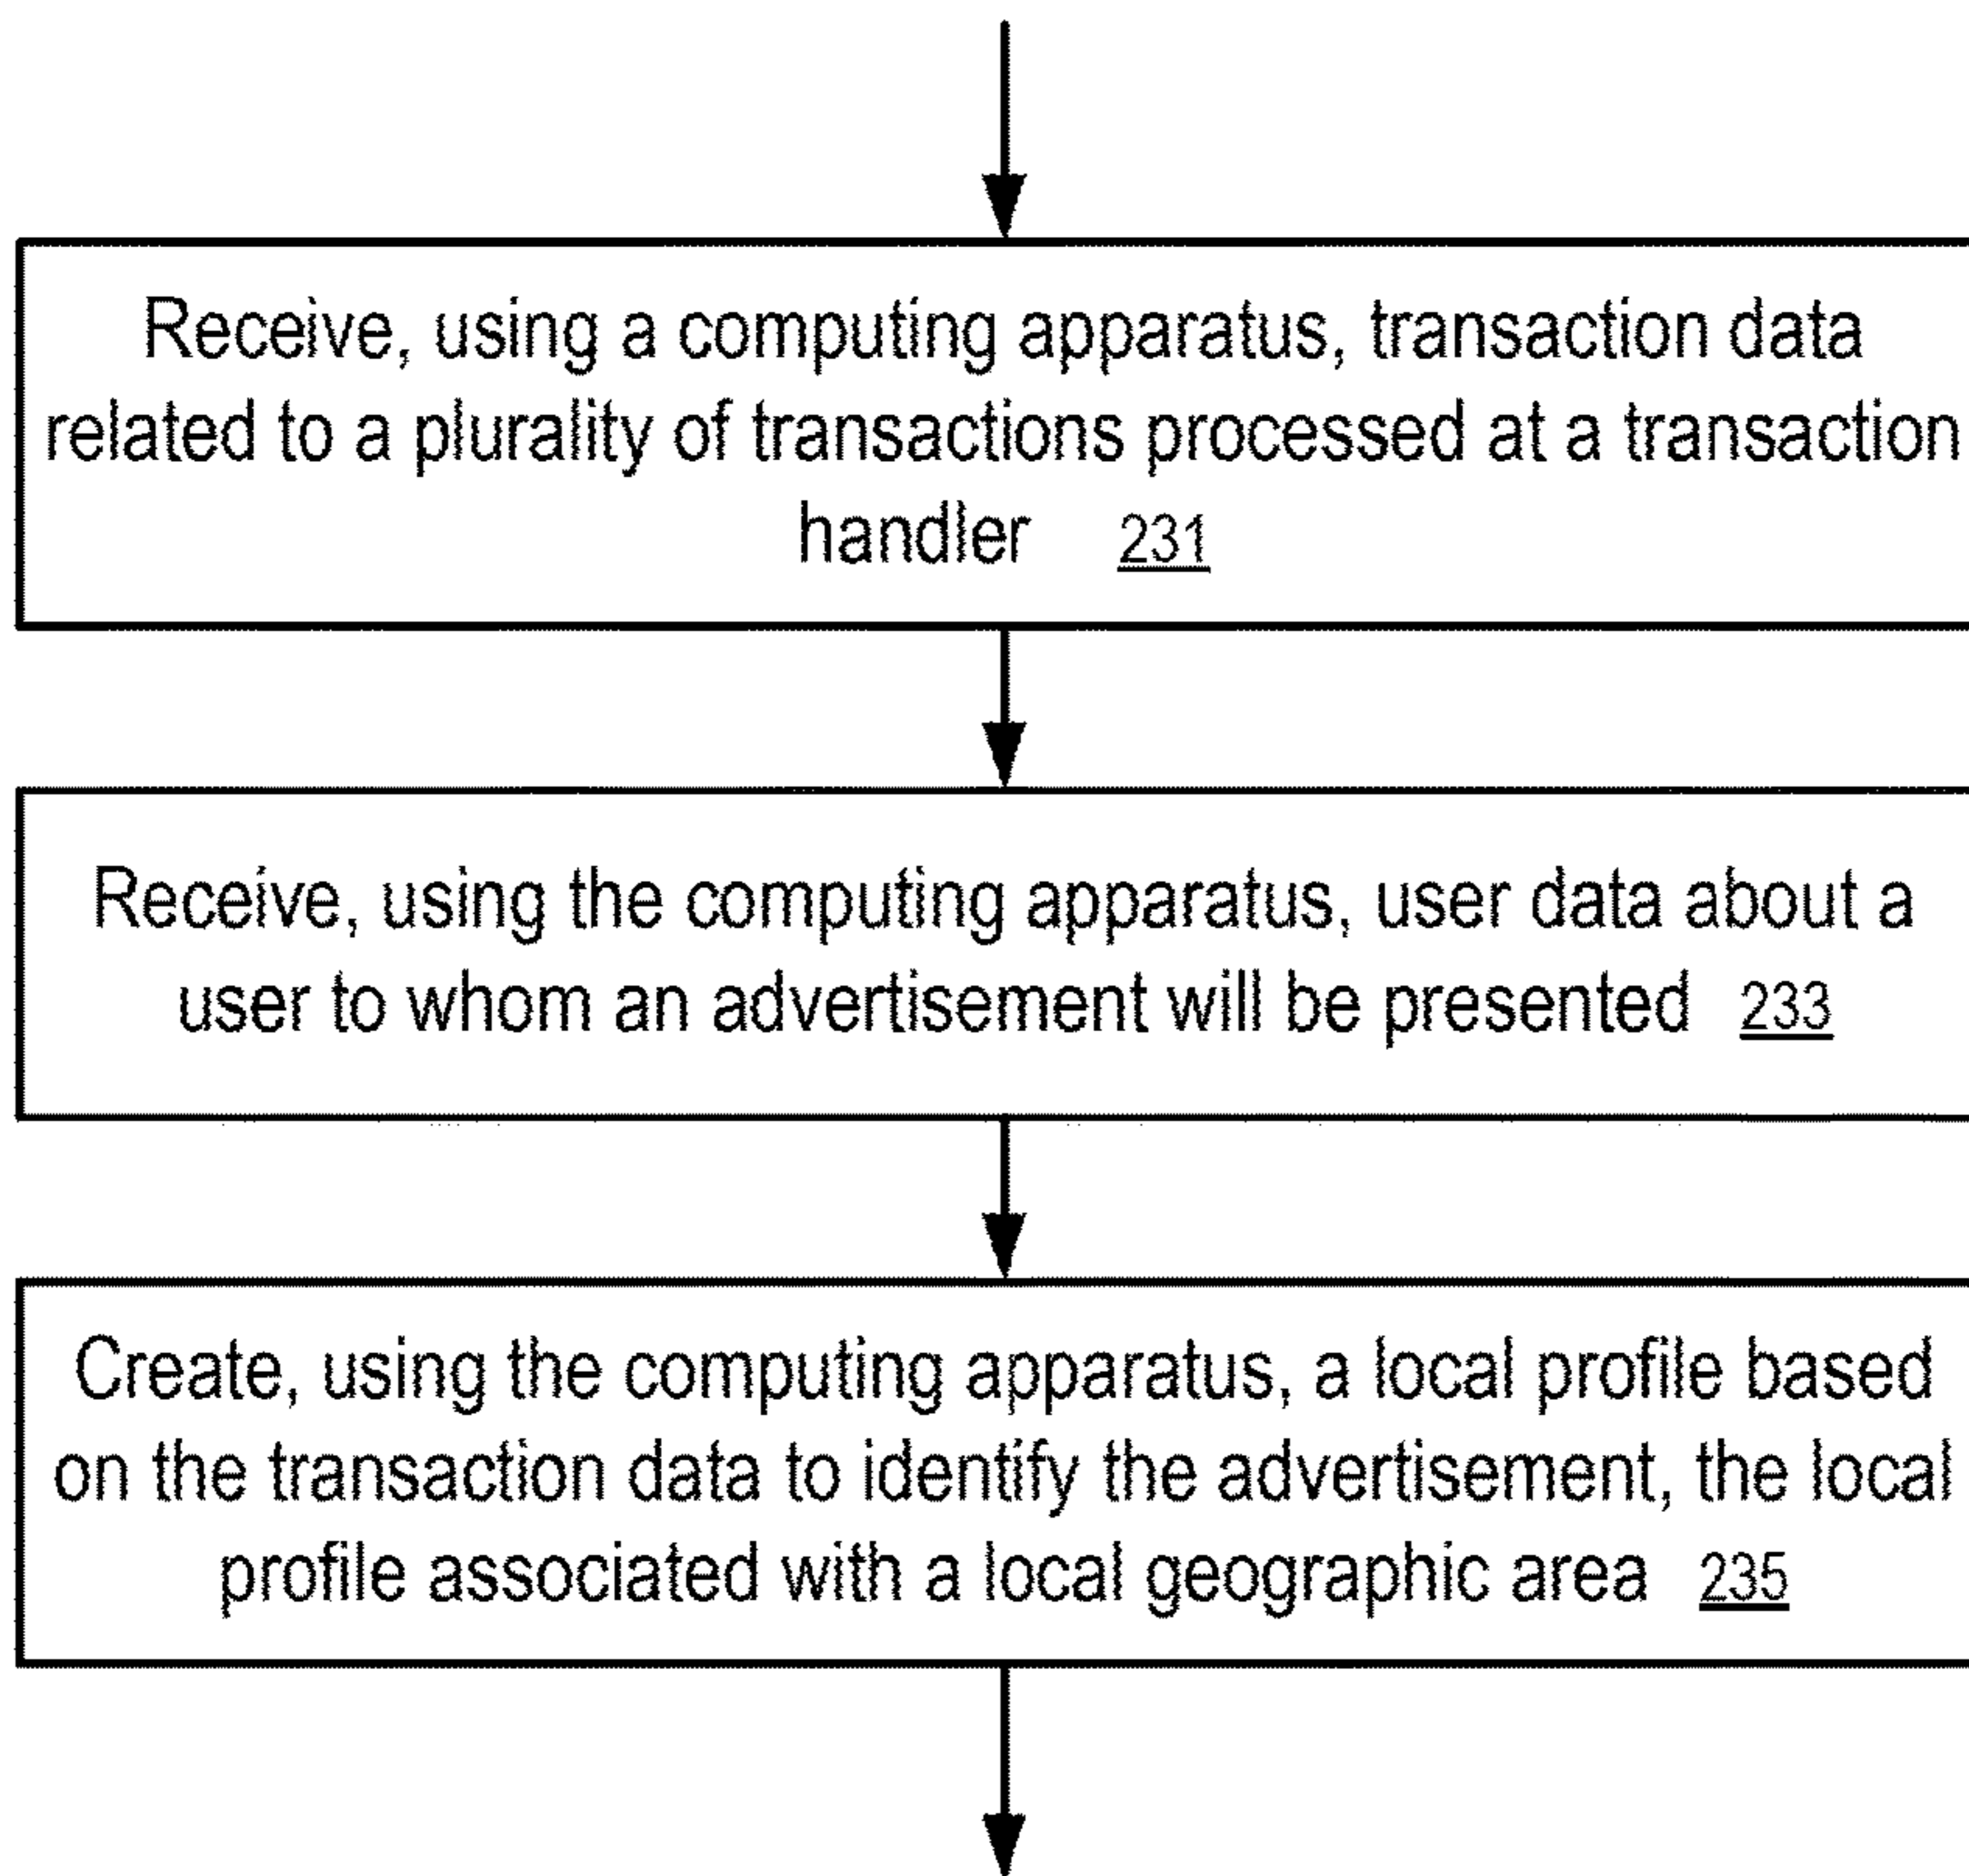 Receive, using a computing apparatus, transaction data
related to a plurality of transactions processed at a transaction
handler 231
Receive, using the computing apparatus, user data about a
user to whom an advertisement will be presented 233
Create, using the computing apparatus, a local profile based
on the transaction data to identify the advertisement, the local
profile associated with a local geographic area 235